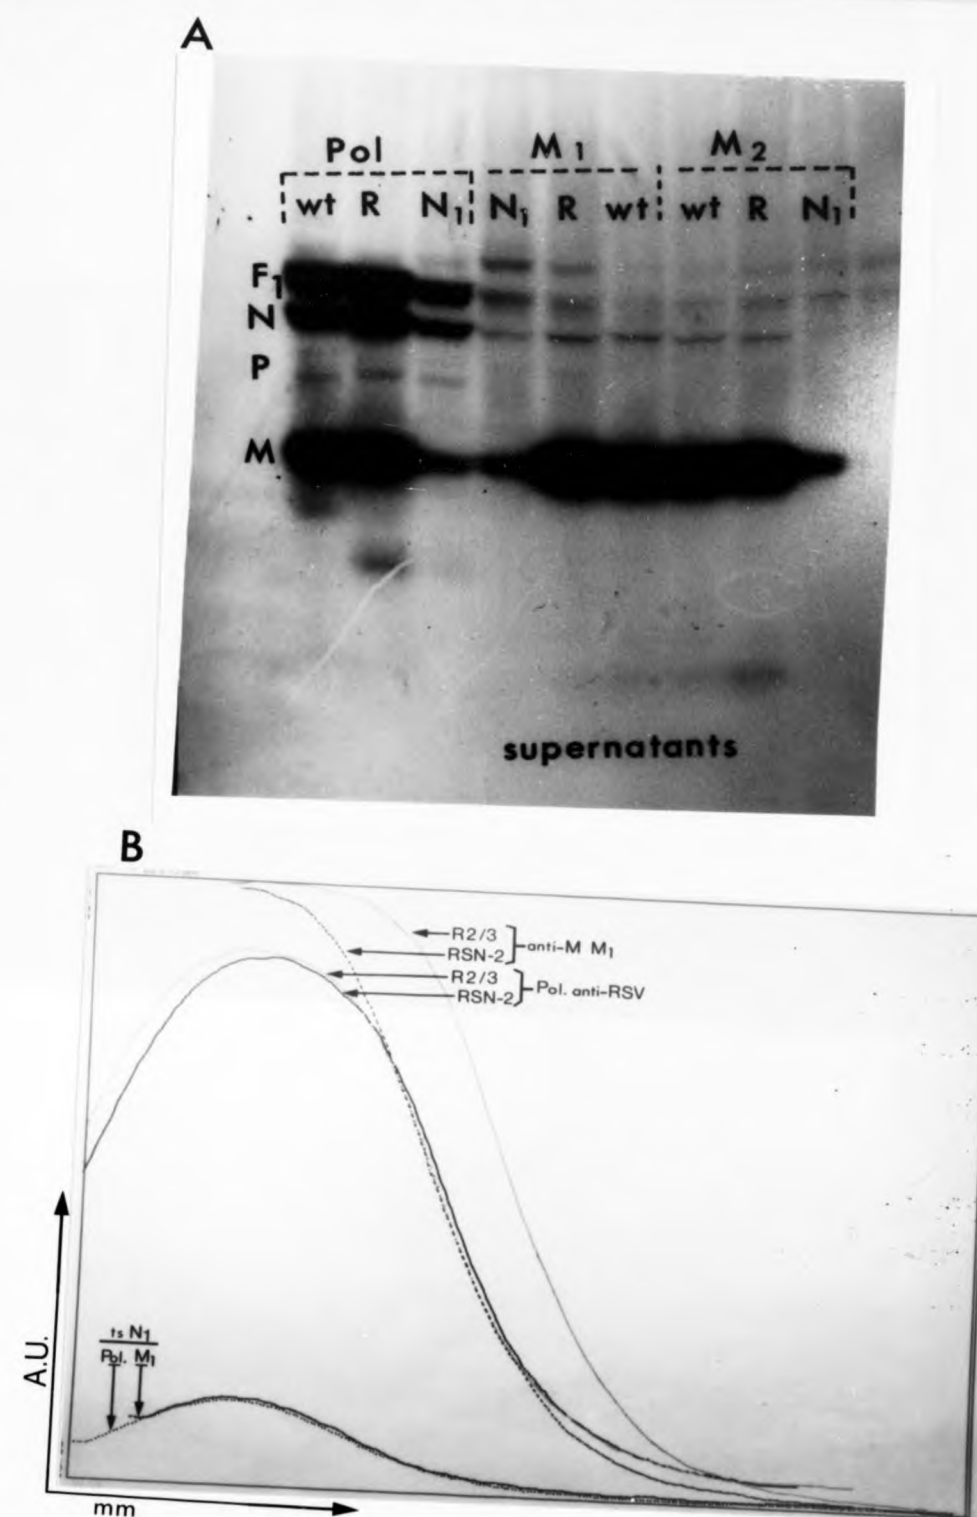 A
Pol M1 M2
wt R N1 N1 R wt wt R N1
F1
N
P
M
supernatants
B
R2/3
RSN-2
anti-M M1
R2/3
RSN-2
Pol. anti-RSV
ts N1
Pol. M1
A.U.
mm